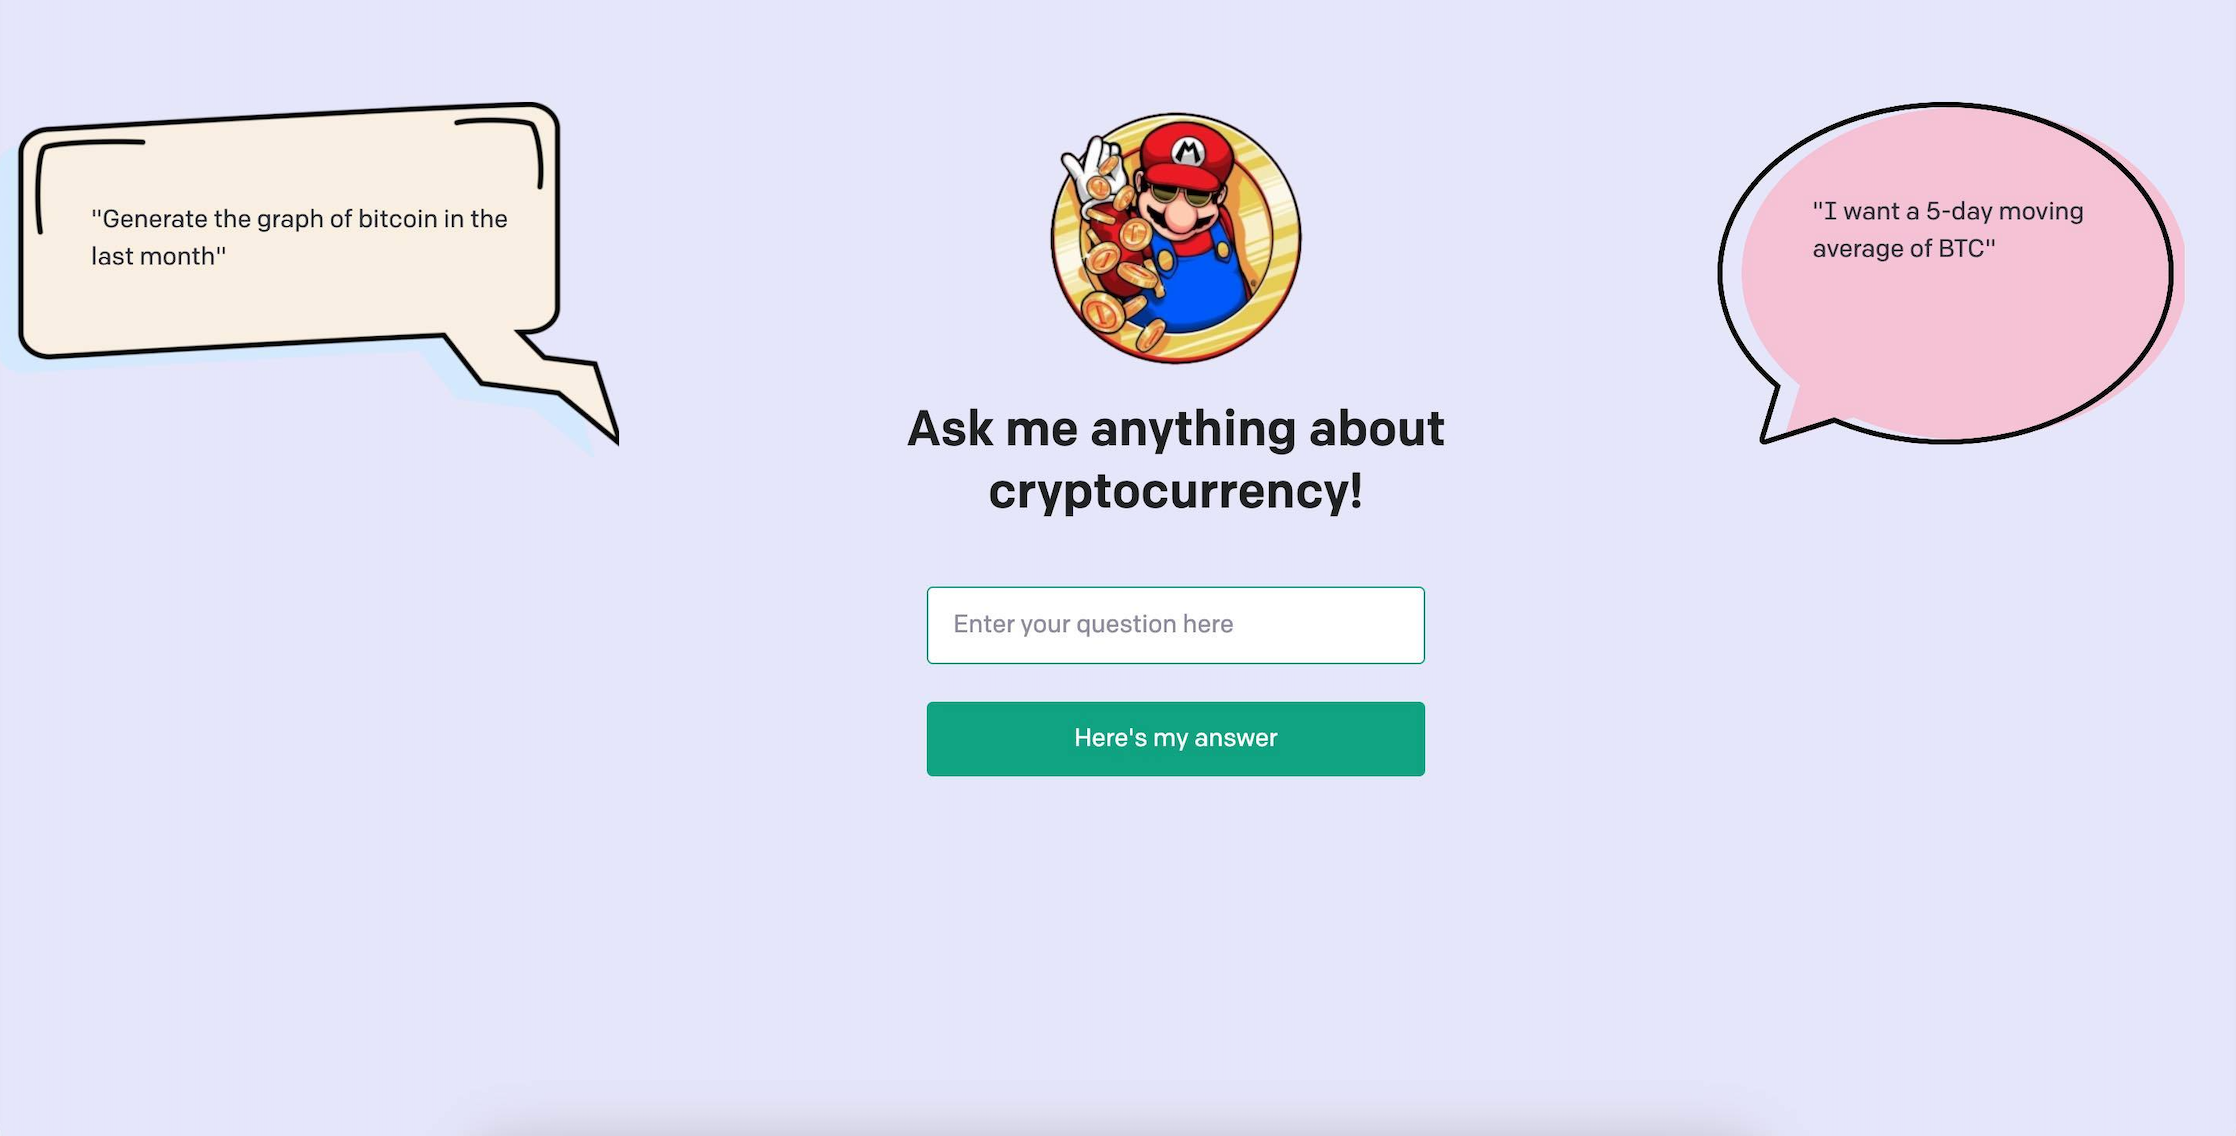 "Generate the graph of bitcoin in the
last month"
"I want a 5-day moving
average of BTC"
M
Ask me anything about
cryptocurrency!
Enter your question here
Here's my answer